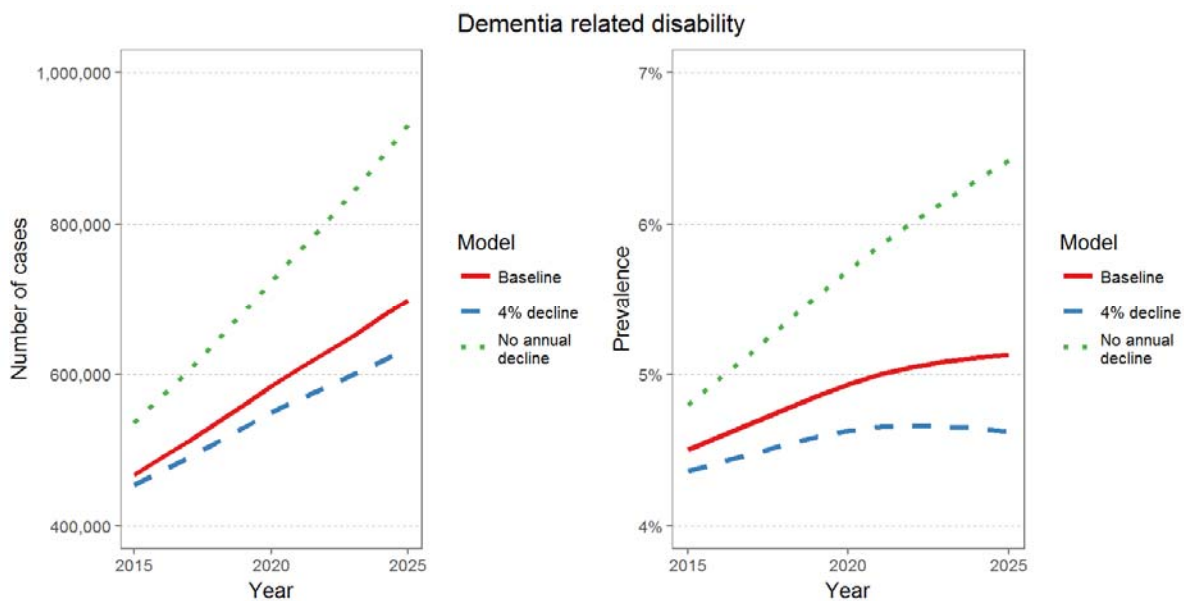 Dementia related disability
1,000,000
800,000
600,000
400,000
Number of cases
2015
2020
2025
Year
Model
Baseline
4% decline
No annual
decline
7%
6%
5%
4%
Prevalence
2015
2020
2025
Year
Model
Baseline
4% decline
No annual
decline